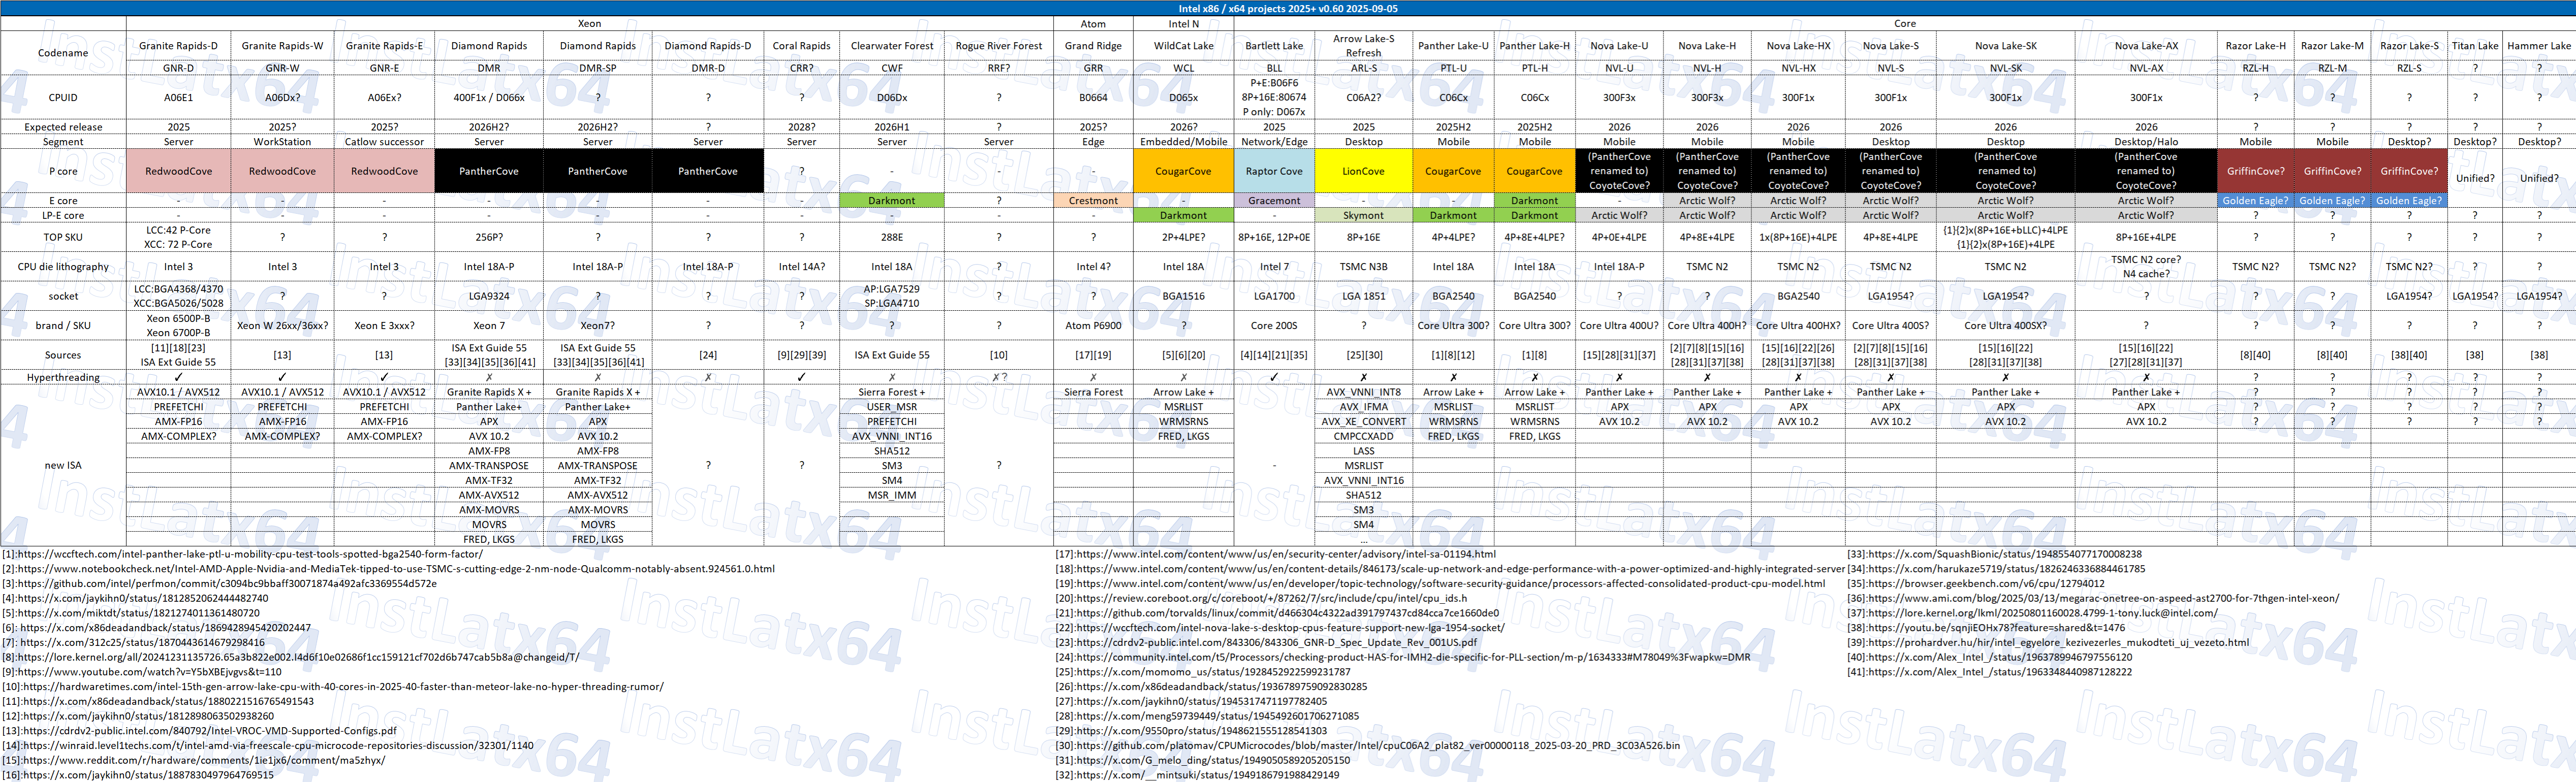 Intel x86 / x64 projects 2025+ v0.60 2025-09-05
Xeon Atom Intel N Core
Codename Granite Rapids-D Granite Rapids-W Granite Rapids-E Diamond Rapids Diamond Rapids Diamond Rapids-D Coral Rapids Clearwater Forest Rogue River Forest Grand Ridge WildCat Lake Bartlett Lake Arrow Lake-S Refresh Panther Lake-U Panther Lake-H Nova Lake-U Nova Lake-H Nova Lake-HX Nova Lake-S Nova Lake-SK Nova Lake-AX Razor Lake-H Razor Lake-M Razor Lake-S Titan Lake Hammer Lake
GNR-D GNR-W GNR-E DMR DMR-SP DMR-D CRR? CWF RRF? GRR WCL BLL ARL-S PTL-U PTL-H NVL-U NVL-H NVL-HX NVL-S NVL-SK NVL-AX RZL-H RZL-M RZL-S ? ?
CPUID A06E1 A06Dx? A06Ex? 400F1x / D066x ? ? ? D06Dx ? B0664 D065x P+E:B06F6 8P+16E:80674 P only: D067x C06A2? C06Cx C06Cx 300F3x 300F3x 300F1x 300F1x 300F1x 300F1x ? ? ? ? ?
Expected release 2025 2025? 2025? 2026H2? 2026H2? ? 2028? 2026H1 ? 2025? 2026? 2025 2025 2025H2 2025H2 2026 2026 2026 2026 2026 2026 ? ? ? ? ?
Segment Server WorkStation Catlow successor Server Server Server Server Server Server Edge Embedded/Mobile Network/Edge Desktop Mobile Mobile Mobile Mobile Mobile Desktop Desktop Desktop/Halo Mobile Mobile Desktop? Desktop? Desktop?
P core RedwoodCove RedwoodCove RedwoodCove PantherCove PantherCove PantherCove ? - - - CougarCove Raptor Cove LionCove CougarCove CougarCove (PantherCove renamed to) CoyoteCove? (PantherCove renamed to) CoyoteCove? (PantherCove renamed to) CoyoteCove? (PantherCove renamed to) CoyoteCove? (PantherCove renamed to) CoyoteCove? (PantherCove renamed to) CoyoteCove? GriffinCove? GriffinCove? GriffinCove? Unified? Unified?
E core - - - - - - - Darkmont ? Crestmont - Gracemont - - Darkmont - Arctic Wolf? Arctic Wolf? Arctic Wolf? Arctic Wolf? Arctic Wolf? Golden Eagle? Golden Eagle? Golden Eagle?
LP-E core - - - - - - - - - - Darkmont - Skymont Darkmont Darkmont Arctic Wolf? Arctic Wolf? Arctic Wolf? Arctic Wolf? Arctic Wolf? Arctic Wolf? ? ? ? ? ?
TOP SKU LCC:42 P-Core XCC: 72 P-Core ? ? 256P? ? ? ? 288E ? ? 2P+4LPE? 8P+16E, 12P+0E 8P+16E 4P+4LPE? 4P+8E+4LPE? 4P+0E+4LPE 4P+8E+4LPE 1x(8P+16E)+4LPE 4P+8E+4LPE {1}{2}x(8P+16E+bLLC)+4LPE {1}{2}x(8P+16E)+4LPE 8P+16E+4LPE ? ? ? ? ?
CPU die lithography Intel 3 Intel 3 Intel 3 Intel 18A-P Intel 18A-P Intel 18A-P Intel 14A? Intel 18A ? Intel 4? Intel 18A Intel 7 TSMC N3B Intel 18A Intel 18A Intel 18A-P TSMC N2 TSMC N2 TSMC N2 TSMC N2 TSMC N2 core? N4 cache? TSMC N2? TSMC N2? TSMC N2? ? ?
socket LCC:BGA4368/4370 XCC:BGA5026/5028 ? ? LGA9324 ? ? ? AP:LGA7529 SP:LGA4710 ? ? BGA1516 LGA1700 LGA 1851 BGA2540 BGA2540 ? ? BGA2540 LGA1954? LGA1954? ? ? ? LGA1954? LGA1954? LGA1954?
brand / SKU Xeon 6500P-B Xeon 6700P-B Xeon W 26xx/36xx? Xeon E 3xxx? Xeon 7 Xeon7? ? ? ? ? Atom P6900 ? Core 200S ? Core Ultra 300? Core Ultra 300? Core Ultra 400U? Core Ultra 400H? Core Ultra 400HX? Core Ultra 400S? Core Ultra 400SX? ? ? ? ? ? ?
Sources [11][18][23] ISA Ext Guide 55 [13] [13] ISA Ext Guide 55 [33][34][35][36][41] ISA Ext Guide 55 [33][34][35][36][41] [24] [9][29][39] ISA Ext Guide 55 [10] [17][19] [5][6][20] [4][14][21][35] [25][30] [1][8][12] [1][8] [15][28][31][37] [2][7][8][15][16] [28][31][37][38] [15][16][22][26] [28][31][37][38] [2][7][8][15][16] [28][31][37][38] [15][16][22] [28][31][37][38] [15][16][22] [27][28][31][37] [8][40] [8][40] [38][40] [38] [38]
Hyperthreading ✓ ✓ ✓ ✗ ✗ ✗ ✓ ✗ ✗? ✗ ✗ ✓ ✗ ✗ ✗ ✗ ✗ ✗ ✗ ✗ ✗ ? ? ? ? ?
AVX10.1 / AVX512 AVX10.1 / AVX512 AVX10.1 / AVX512 Granite Rapids X + Granite Rapids X + Sierra Forest + Sierra Forest Arrow Lake + AVX_VNNI_INT8 Arrow Lake + Arrow Lake + Panther Lake + Panther Lake + Panther Lake + Panther Lake + Panther Lake + Panther Lake + ? ? ? ? ?
PREFETCHI PREFETCHI PREFETCHI Panther Lake+ Panther Lake+ USER_MSR MSRLIST AVX_IFMA MSRLIST MSRLIST APX APX APX APX APX APX ? ? ? ? ?
AMX-FP16 AMX-FP16 AMX-FP16 APX APX PREFETCHI WRMSRNS AVX_XE_CONVERT WRMSRNS WRMSRNS AVX 10.2 AVX 10.2 AVX 10.2 AVX 10.2 AVX 10.2 AVX 10.2 ? ? ? ? ?
AMX-COMPLEX? AMX-COMPLEX? AMX-COMPLEX? AVX 10.2 AVX 10.2 AVX_VNNI_INT16 FRED, LKGS CMPCCXADD FRED, LKGS FRED, LKGS
AMX-FP8 AMX-FP8 SHA512 LASS
new ISA AMX-TRANSPOSE AMX-TRANSPOSE ? ? SM3 ? - MSRLIST
AMX-TF32 AMX-TF32 SM4 AVX_VNNI_INT16
AMX-AVX512 AMX-AVX512 MSR_IMM SHA512
AMX-MOVRS AMX-MOVRS SM3
MOVRS MOVRS SM4
FRED, LKGS FRED, LKGS ...
[1]:https://wccftech.com/intel-panther-lake-ptl-u-mobility-cpu-test-tools-spotted-bga2540-form-factor/
[2]:https://www.notebookcheck.net/Intel-AMD-Apple-Nvidia-and-MediaTek-tipped-to-use-TSMC-s-cutting-edge-2-nm-node-Qualcomm-notably-absent.924561.0.html
[3]:https://github.com/intel/perfmon/commit/c3094bc9bbaff30071874a492afc3369554d572e
[4]:https://x.com/jaykihn0/status/1812852062444482740
[5]:https://x.com/miktdt/status/1821274011361480720
[6]: https://x.com/x86deadandback/status/1869428945420202447
[7]: https://x.com/312c25/status/1870443614679298416
[8]:https://lore.kernel.org/all/20241231135726.65a3b822e002.I4d6f10e02686f1cc159121cf702d6b747cab5b8a@changeid/T/
[9]:https://www.youtube.com/watch?v=Y5bXBEjvgvs&t=110
[10]:https://hardwaretimes.com/intel-15th-gen-arrow-lake-cpu-with-40-cores-in-2025-40-faster-than-meteor-lake-no-hyper-threading-rumor/
[11]:https://x.com/x86deadandback/status/1880221516765491543
[12]:https://x.com/jaykihn0/status/1812898063502938260
[13]:https://cdrdv2-public.intel.com/840792/Intel-VROC-VMD-Supported-Configs.pdf
[14]:https://winraid.level1techs.com/t/intel-amd-via-freescale-cpu-microcode-repositories-discussion/32301/1140
[15]:https://www.reddit.com/r/hardware/comments/1ie1jx6/comment/ma5zhyx/
[16]:https://x.com/jaykihn0/status/1887830497964769515
[17]:https://www.intel.com/content/www/us/en/security-center/advisory/intel-sa-01194.html
[18]:https://www.intel.com/content/www/us/en/content-details/846173/scale-up-network-and-edge-performance-with-a-power-optimized-and-highly-integrated-server
[19]:https://www.intel.com/content/www/us/en/developer/topic-technology/software-security-guidance/processors-affected-consolidated-product-cpu-model.html
[20]:https://review.coreboot.org/c/coreboot/+/87262/7/src/include/cpu/intel/cpu_ids.h
[21]:https://github.com/torvalds/linux/commit/d466304c4322ad391797437cd84cca7ce1660de0
[22]:https://wccftech.com/intel-nova-lake-s-desktop-cpus-feature-support-new-lga-1954-socket/
[23]:https://cdrdv2-public.intel.com/843306/843306_GNR-D_Spec_Update_Rev_001US.pdf
[24]:https://community.intel.com/t5/Processors/checking-product-HAS-for-IMH2-die-specific-for-PLL-section/m-p/1634333#M78049%3Fwapkw=DMR
[25]:https://x.com/momomo_us/status/1928452922599231787
[26]:https://x.com/x86deadandback/status/1936789759092830285
[27]:https://x.com/jaykihn0/status/1945317471197782405
[28]:https://x.com/meng59739449/status/1945492601706271085
[29]:https://x.com/9550pro/status/1948621555128541303
[30]:https://github.com/platomav/CPUMicrocodes/blob/master/Intel/cpuC06A2_plat82_ver00000118_2025-03-20_PRD_3C03A526.bin
[31]:https://x.com/G_melo_ding/status/1949050589205205150
[32]:https://x.com/__mintsuki/status/1949186791988429149
[33]:https://x.com/SquashBionic/status/1948554077170008238
[34]:https://x.com/harukaze5719/status/1826246336884461785
[35]:https://browser.geekbench.com/v6/cpu/12794012
[36]:https://www.ami.com/blog/2025/03/13/megarac-onetree-on-aspeed-ast2700-for-7thgen-intel-xeon/
[37]:https://lore.kernel.org/lkml/20250801160028.4799-1-tony.luck@intel.com/
[38]:https://youtu.be/sqnjiEOHx78?feature=shared&t=1476
[39]:https://prohardver.hu/hir/intel_egyelore_kezivezerles_mukodteti_uj_vezeto.html
[40]:https://x.com/Alex_Intel_/status/1963789946797556120
[41]:https://x.com/Alex_Intel_/status/1963348440987128222
InstLatx64